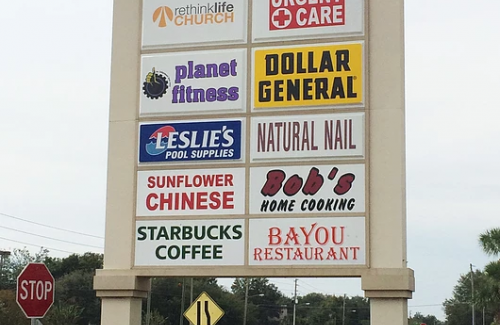 rethinklife
CHURCH
URGENT
CARE
planet
fitness
DOLLAR
GENERAL
LESLIE'S
POOL SUPPLIES
NATURAL NAIL
SUNFLOWER
CHINESE
Bob's
HOME COOKING
STARBUCKS
COFFEE
BAYOU
RESTAURANT
STOP